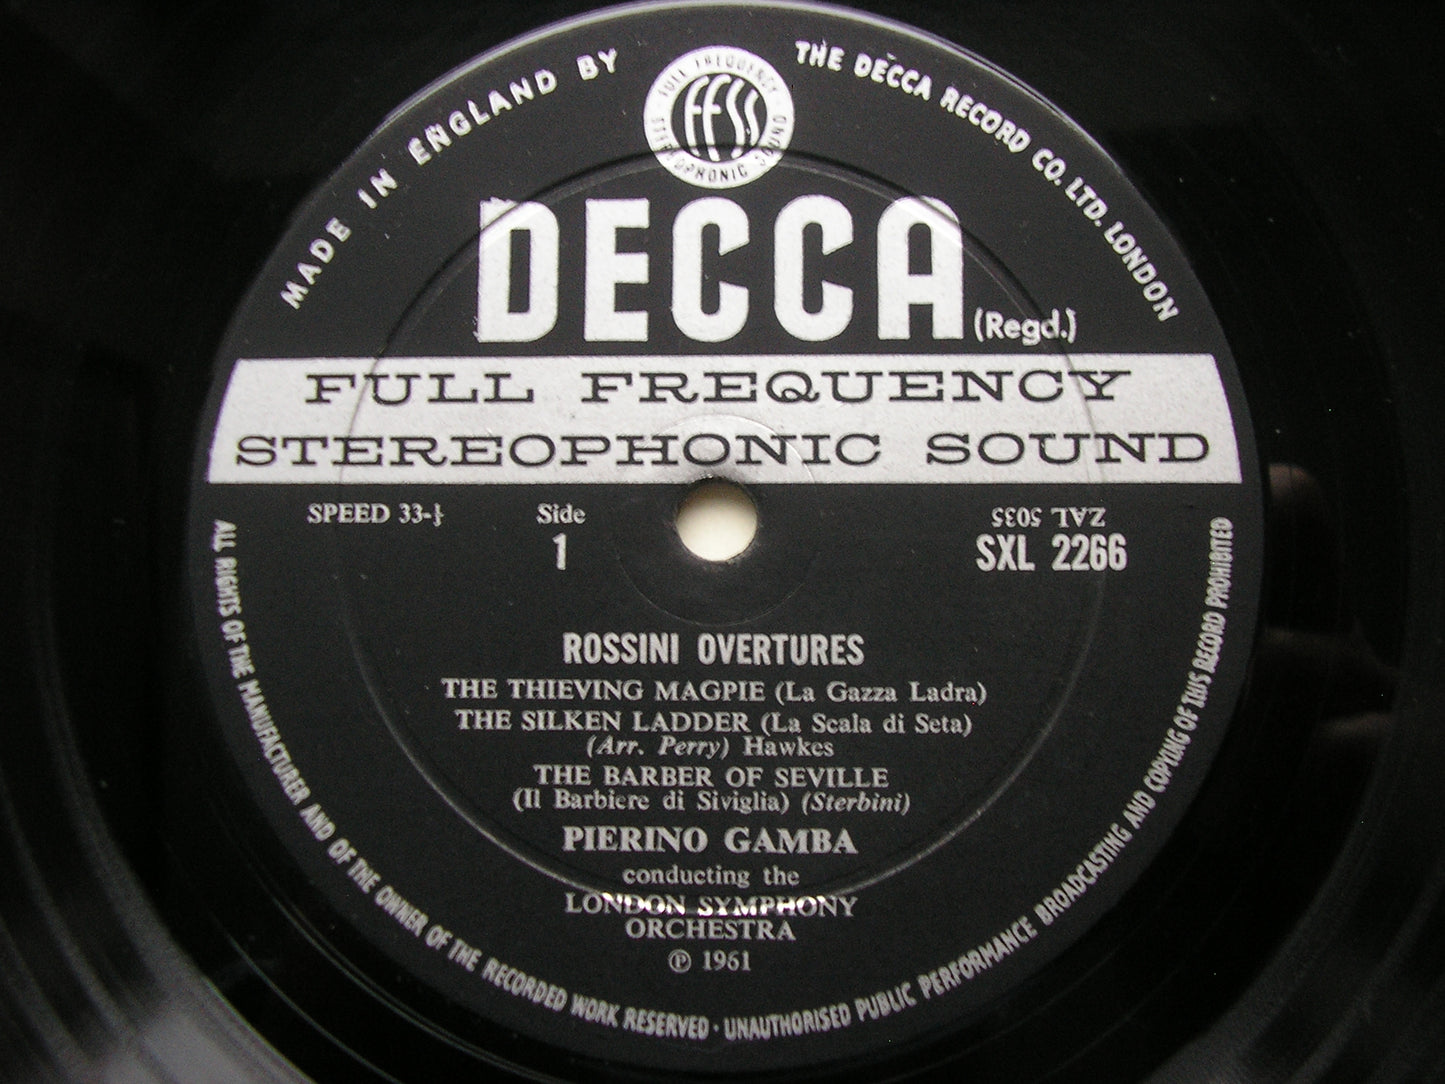 MADE IN ENGLAND BY
THE DECCA RECORD CO. LTD. LONDON
FULL FREQUENCY STEREOPHONIC SOUND
FFSS
DECCA (Regd.)
FULL FREQUENCY
STEREOPHONIC SOUND
SPEED 33-⅓
Side
1
ZAL 5035
SXL 2266
ROSSINI OVERTURES
THE THIEVING MAGPIE (La Gazza Ladra)
THE SILKEN LADDER (La Scala di Seta)
(Arr. Perry) Hawkes
THE BARBER OF SEVILLE
(Il Barbiere di Siviglia) (Sterbini)
PIERINO GAMBA
conducting the
LONDON SYMPHONY
ORCHESTRA
℗ 1961
ALL RIGHTS OF THE MANUFACTURER AND OF THE OWNER OF THE RECORDED WORK RESERVED · UNAUTHORISED PUBLIC PERFORMANCE BROADCASTING AND COPYING OF THIS RECORD PROHIBITED